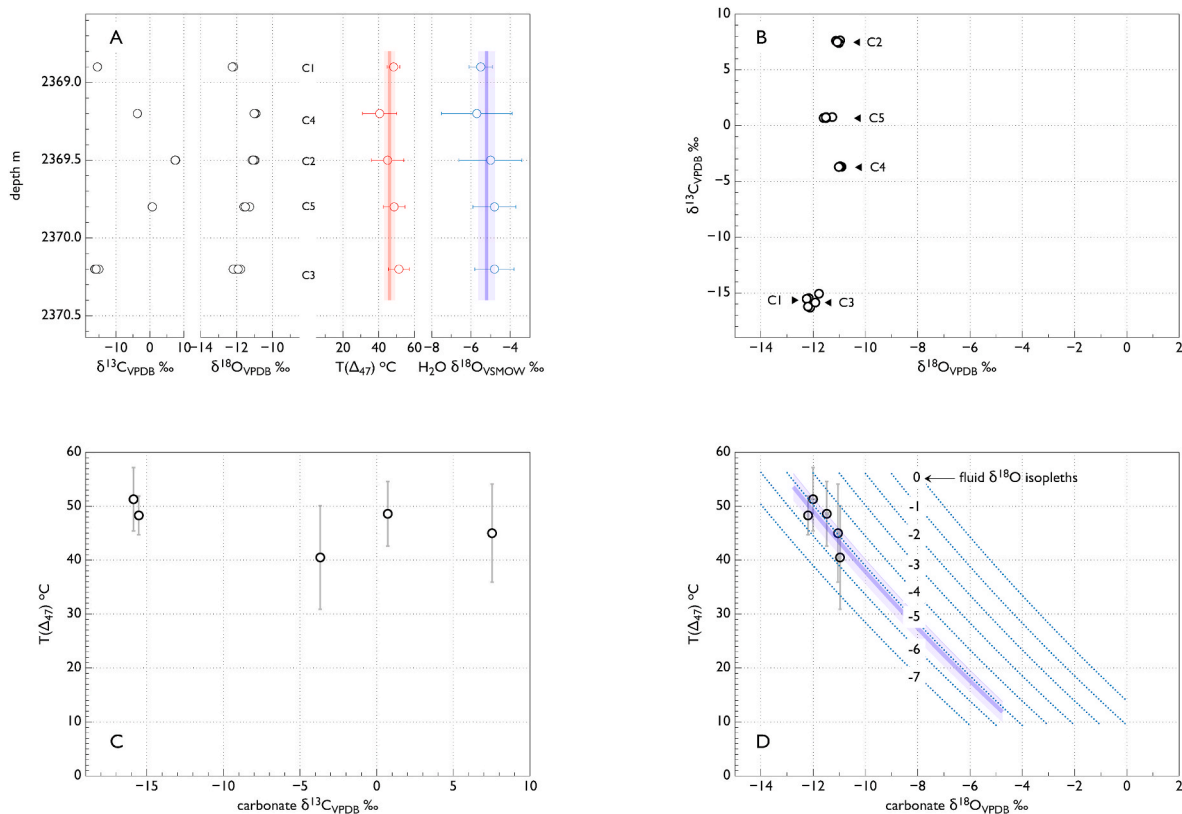 A
depth m
2369.0
2369.5
2370.0
2370.5
C1
C4
C2
C5
C3
−10 0 10
−12 −10
20 40 60
−8 −6 −4
δ¹³CVPDB ‰
δ¹⁸OVPDB ‰
T(Δ47) °C
H₂O δ¹⁸OVSMOW ‰
B
δ¹³CVPDB ‰
10
5
0
−5
−10
−15
C2
C5
C4
C1
C3
−14 −12 −10 −8 −6 −4 −2 0 2
δ¹⁸OVPDB ‰
C
T(Δ47) °C
60
50
40
30
20
10
0
−15 −10 −5 0 5 10
carbonate δ¹³CVPDB ‰
D
T(Δ47) °C
60
50
40
30
20
10
0
0
fluid δ¹⁸O isopleths
-1
-2
-3
-4
-5
-6
-7
−14 −12 −10 −8 −6 −4 −2 0 2
carbonate δ¹⁸OVPDB ‰